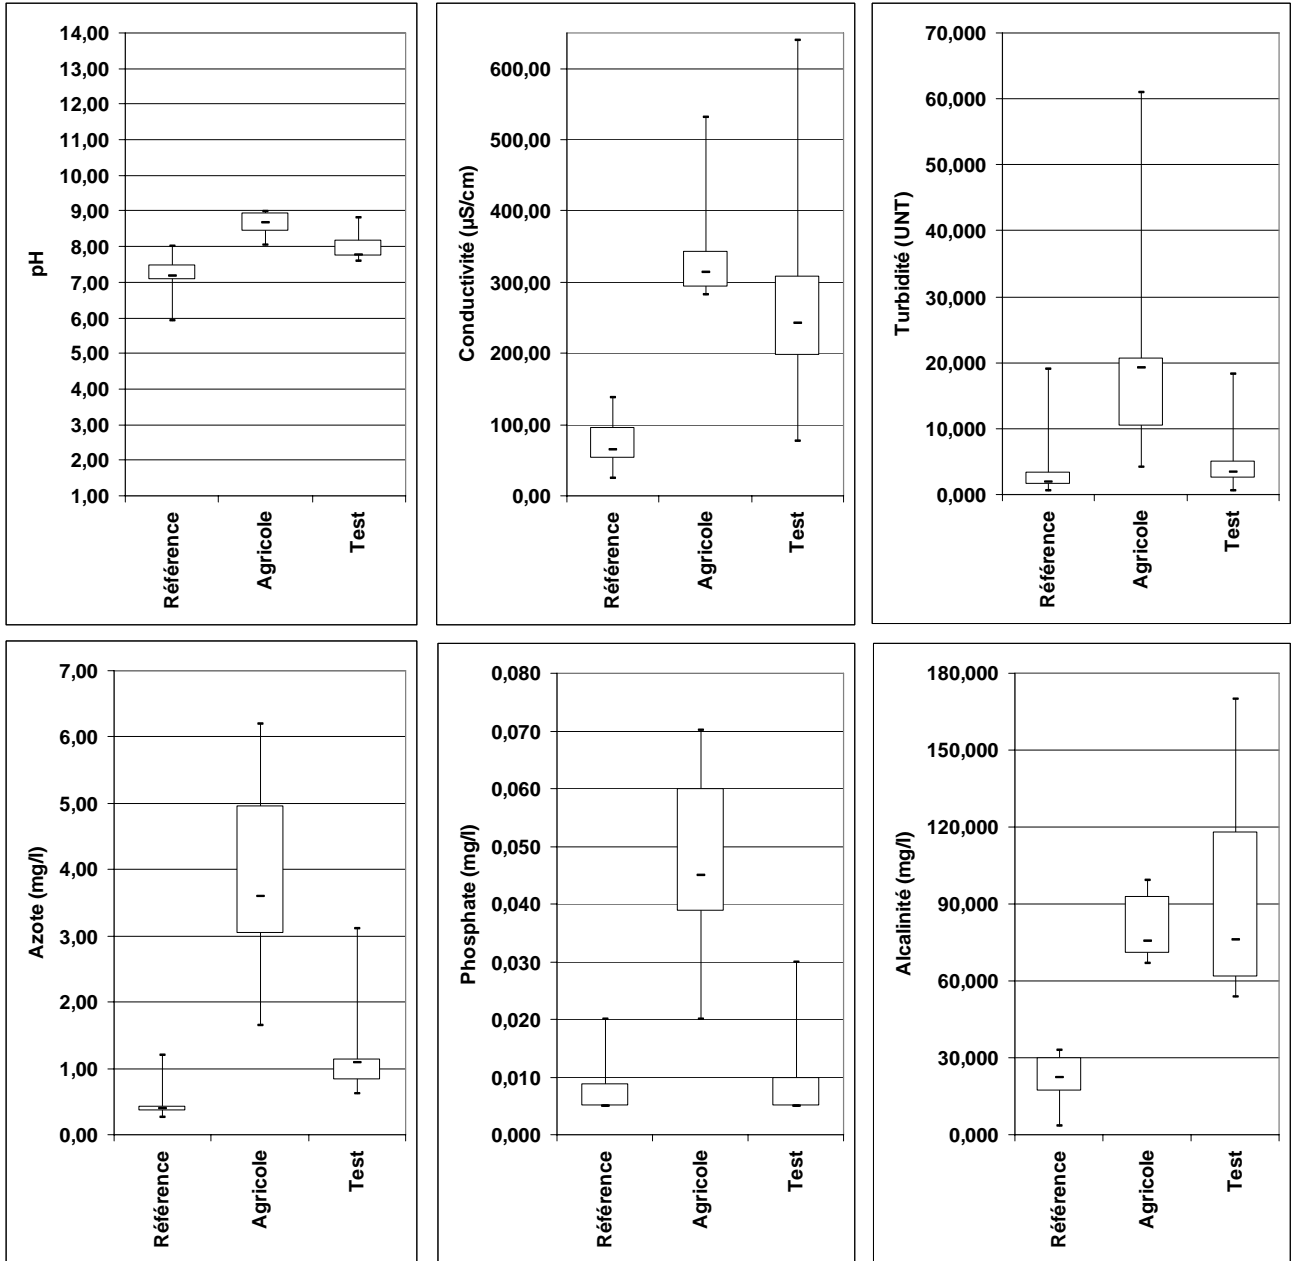 pH
14,00
13,00
12,00
11,00
10,00
9,00
8,00
7,00
6,00
5,00
4,00
3,00
2,00
1,00
Référence
Agricole
Test
Conductivité (µS/cm)
600,00
500,00
400,00
300,00
200,00
100,00
0,00
Référence
Agricole
Test
Turbidité (UNT)
70,000
60,000
50,000
40,000
30,000
20,000
10,000
0,000
Référence
Agricole
Test
Azote (mg/l)
7,00
6,00
5,00
4,00
3,00
2,00
1,00
0,00
Référence
Agricole
Test
Phosphate (mg/l)
0,080
0,070
0,060
0,050
0,040
0,030
0,020
0,010
0,000
Référence
Agricole
Test
Alcalinité (mg/l)
180,000
150,000
120,000
90,000
60,000
30,000
0,000
Référence
Agricole
Test